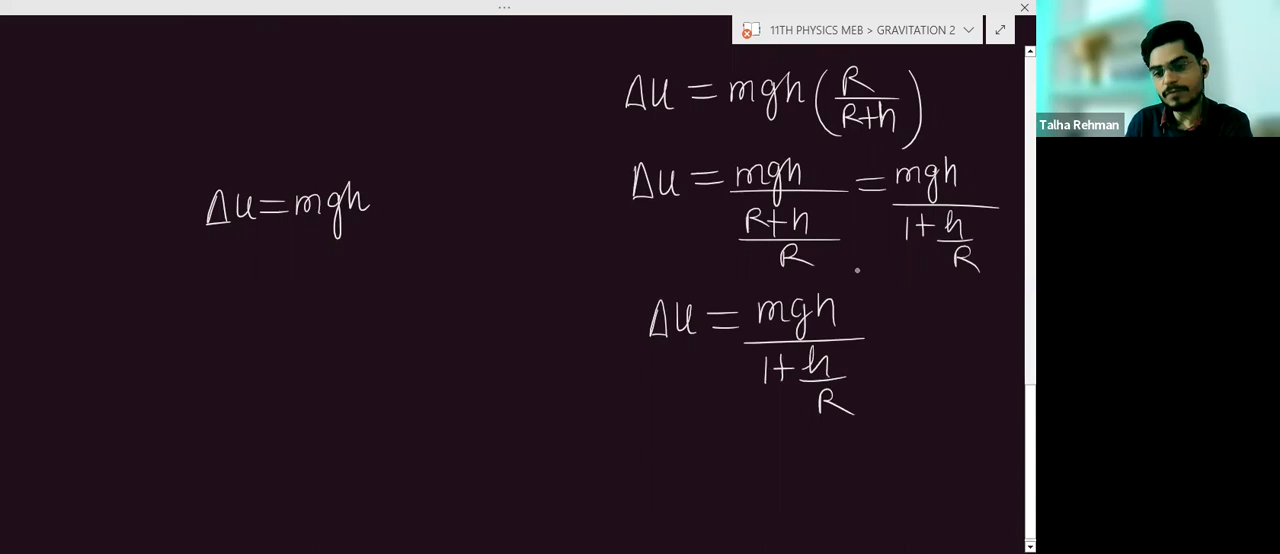 11TH PHYSICS MEB > GRAVITATION 2
Talha Rehman
ΔU = mgh (R/(R+h))
ΔU = mgh/((R+h)/R) = mgh/(1+h/R)
ΔU = mgh
ΔU = mgh/(1+h/R)